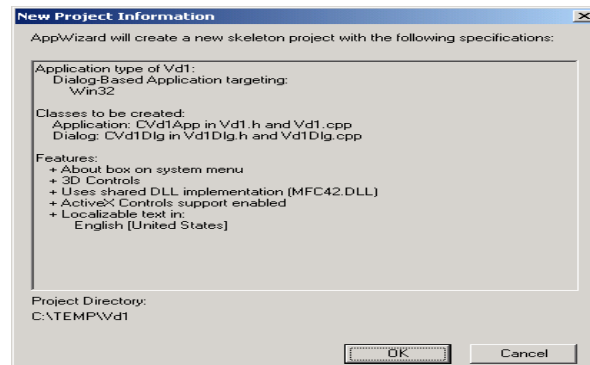 New Project Information
AppWizard will create a new skeleton project with the following specifications:
Application type of Vd1:
Dialog-Based Application targeting:
Win32
Classes to be created:
Application: CVd1App in Vd1.h and Vd1.cpp
Dialog: CVd1Dlg in Vd1Dlg.h and Vd1Dlg.cpp
Features:
+ About box on system menu
+ 3D Controls
+ Uses shared DLL implementation (MFC42.DLL)
+ ActiveX Controls support enabled
+ Localizable text in:
English [United States]
Project Directory:
C:\TEMP\Vd1
OK
Cancel